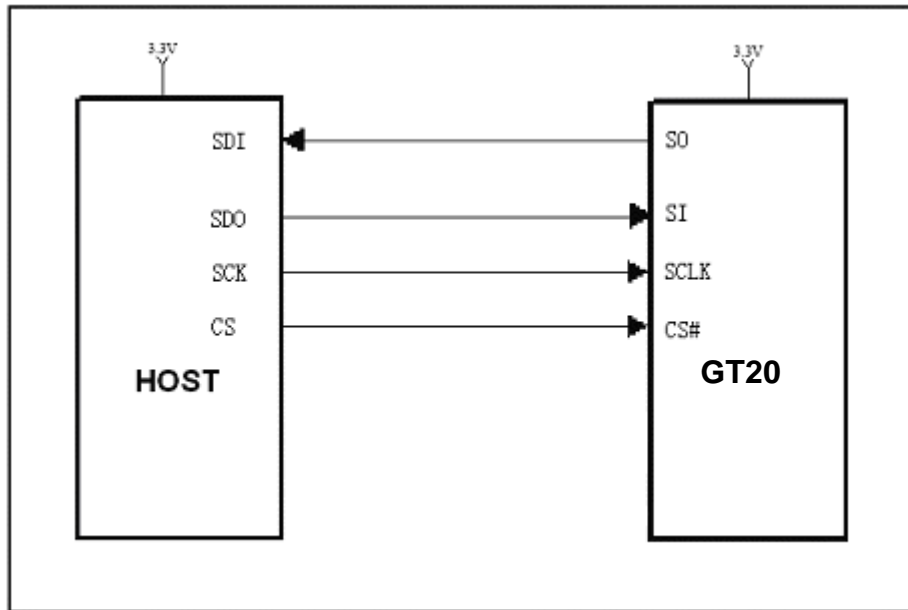 3.3V
3.3V
SDI
SO
SDO
SI
SCK
SCLK
CS
CS#
HOST
GT20